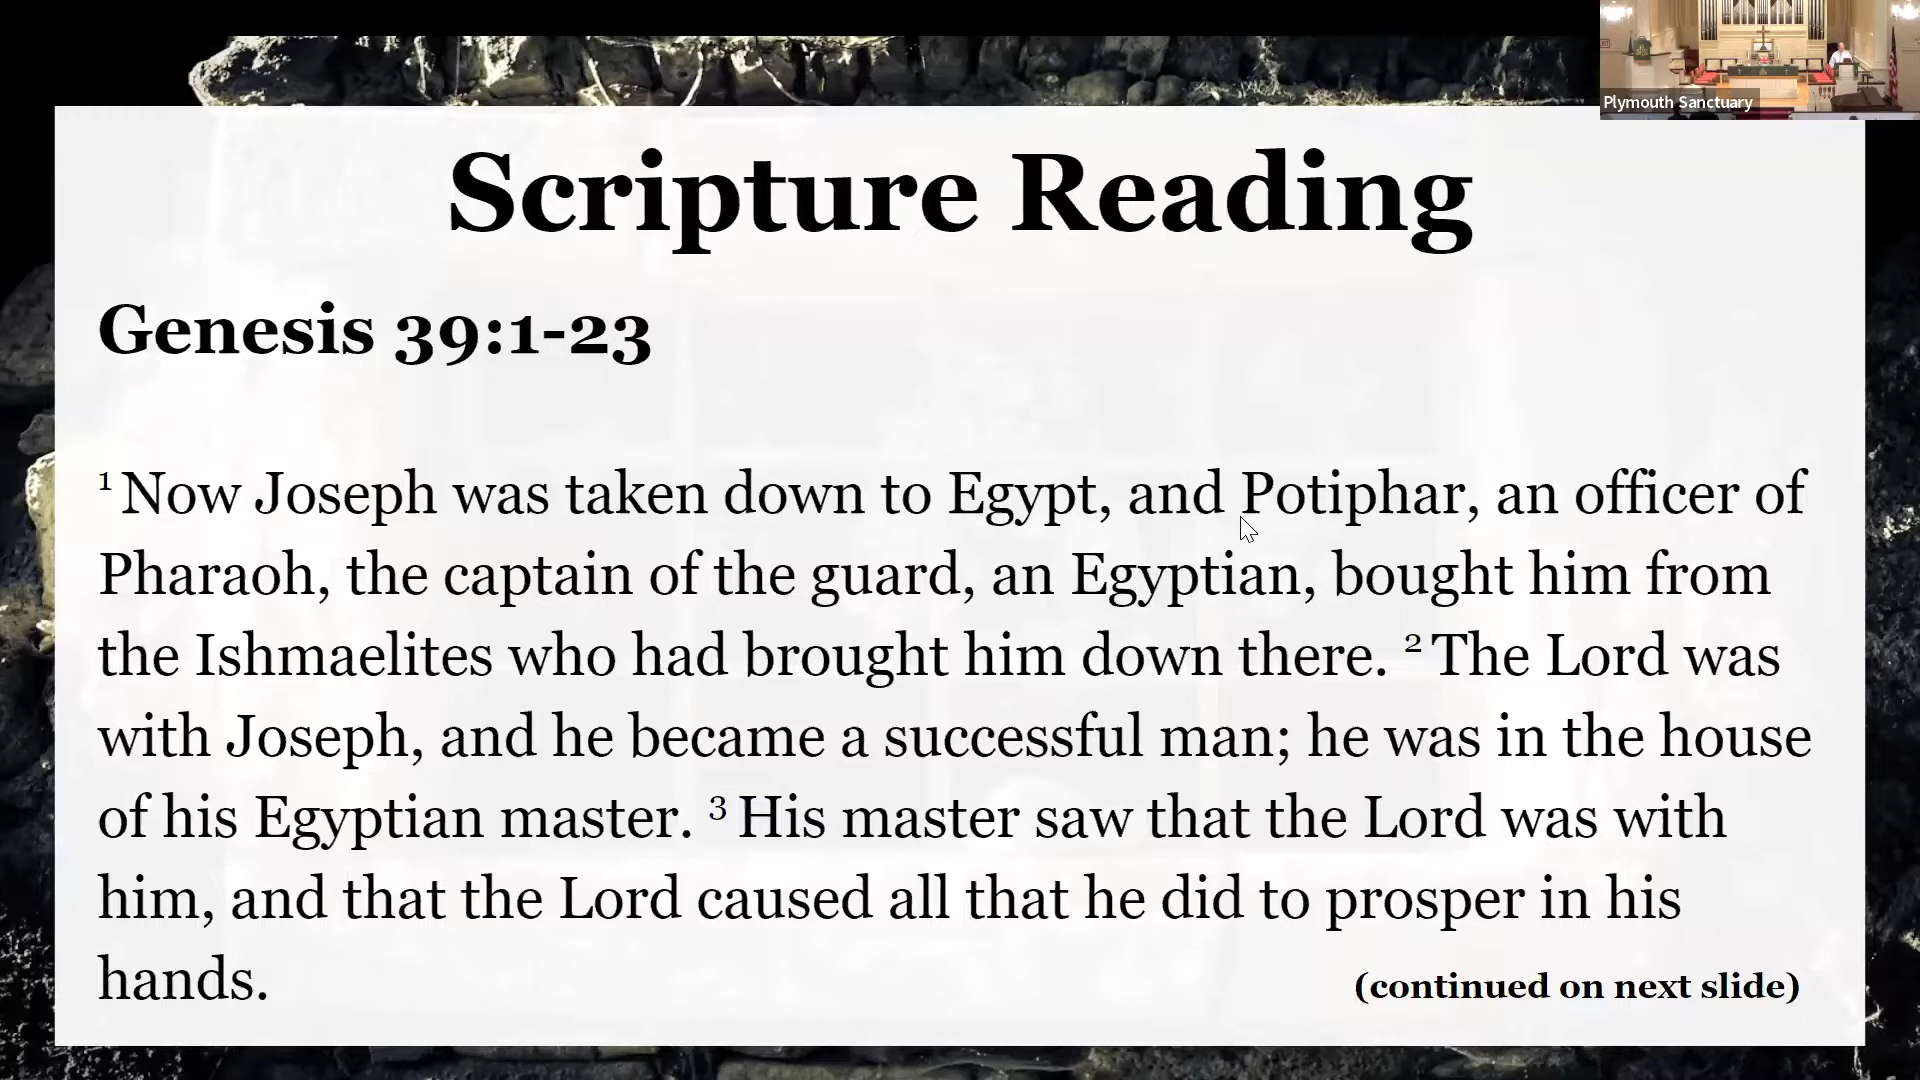 Plymouth Sanctuary
Scripture Reading
Genesis 39:1-23
1 Now Joseph was taken down to Egypt, and Potiphar, an officer of
Pharaoh, the captain of the guard, an Egyptian, bought him from
the Ishmaelites who had brought him down there. 2 The Lord was
with Joseph, and he became a successful man; he was in the house
of his Egyptian master. 3 His master saw that the Lord was with
him, and that the Lord caused all that he did to prosper in his
hands.
(continued on next slide)